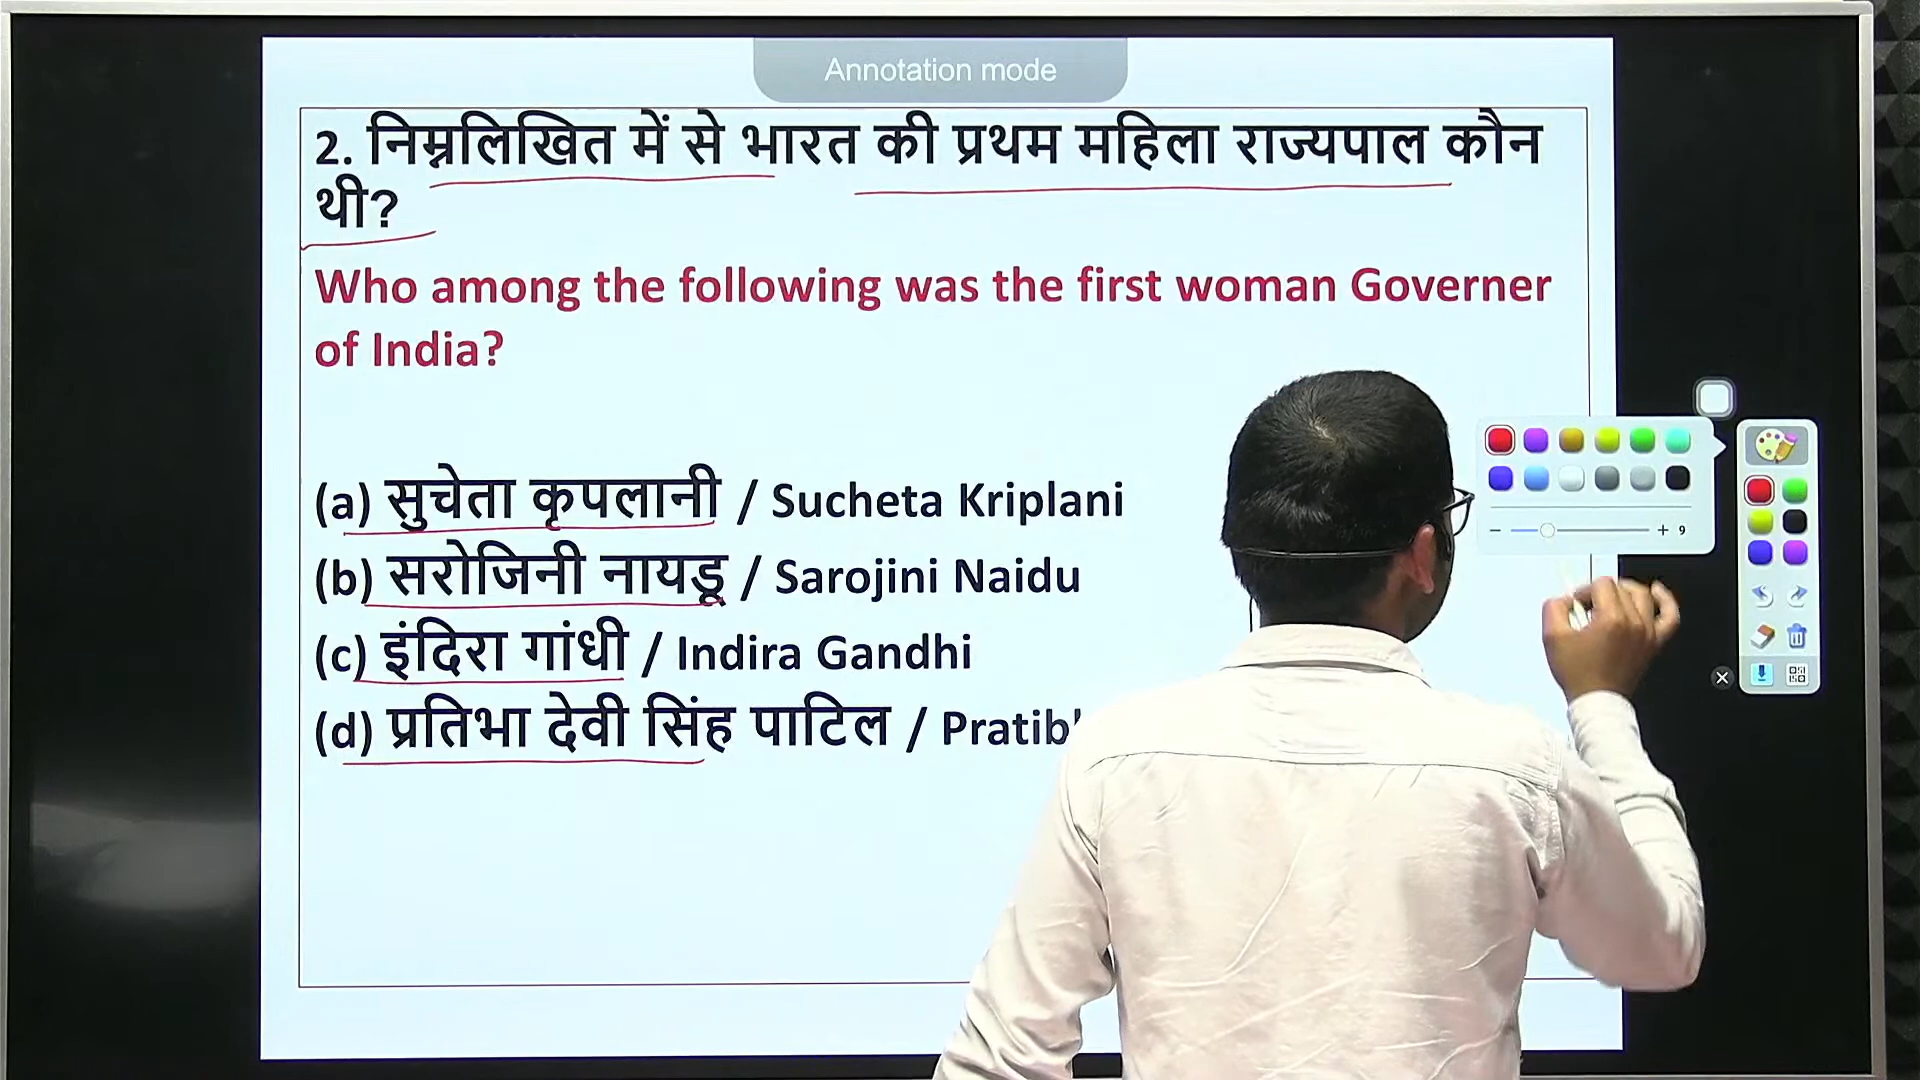 Annotation mode
2. निम्नलिखित में से भारत की प्रथम महिला राज्यपाल कौन
थी?
Who among the following was the first woman Governer
of India?
(a) सुचेता कृपलानी / Sucheta Kriplani
(b) सरोजिनी नायडू / Sarojini Naidu
(c) इंदिरा गांधी / Indira Gandhi
(d) प्रतिभा देवी सिंह पाटिल /
9